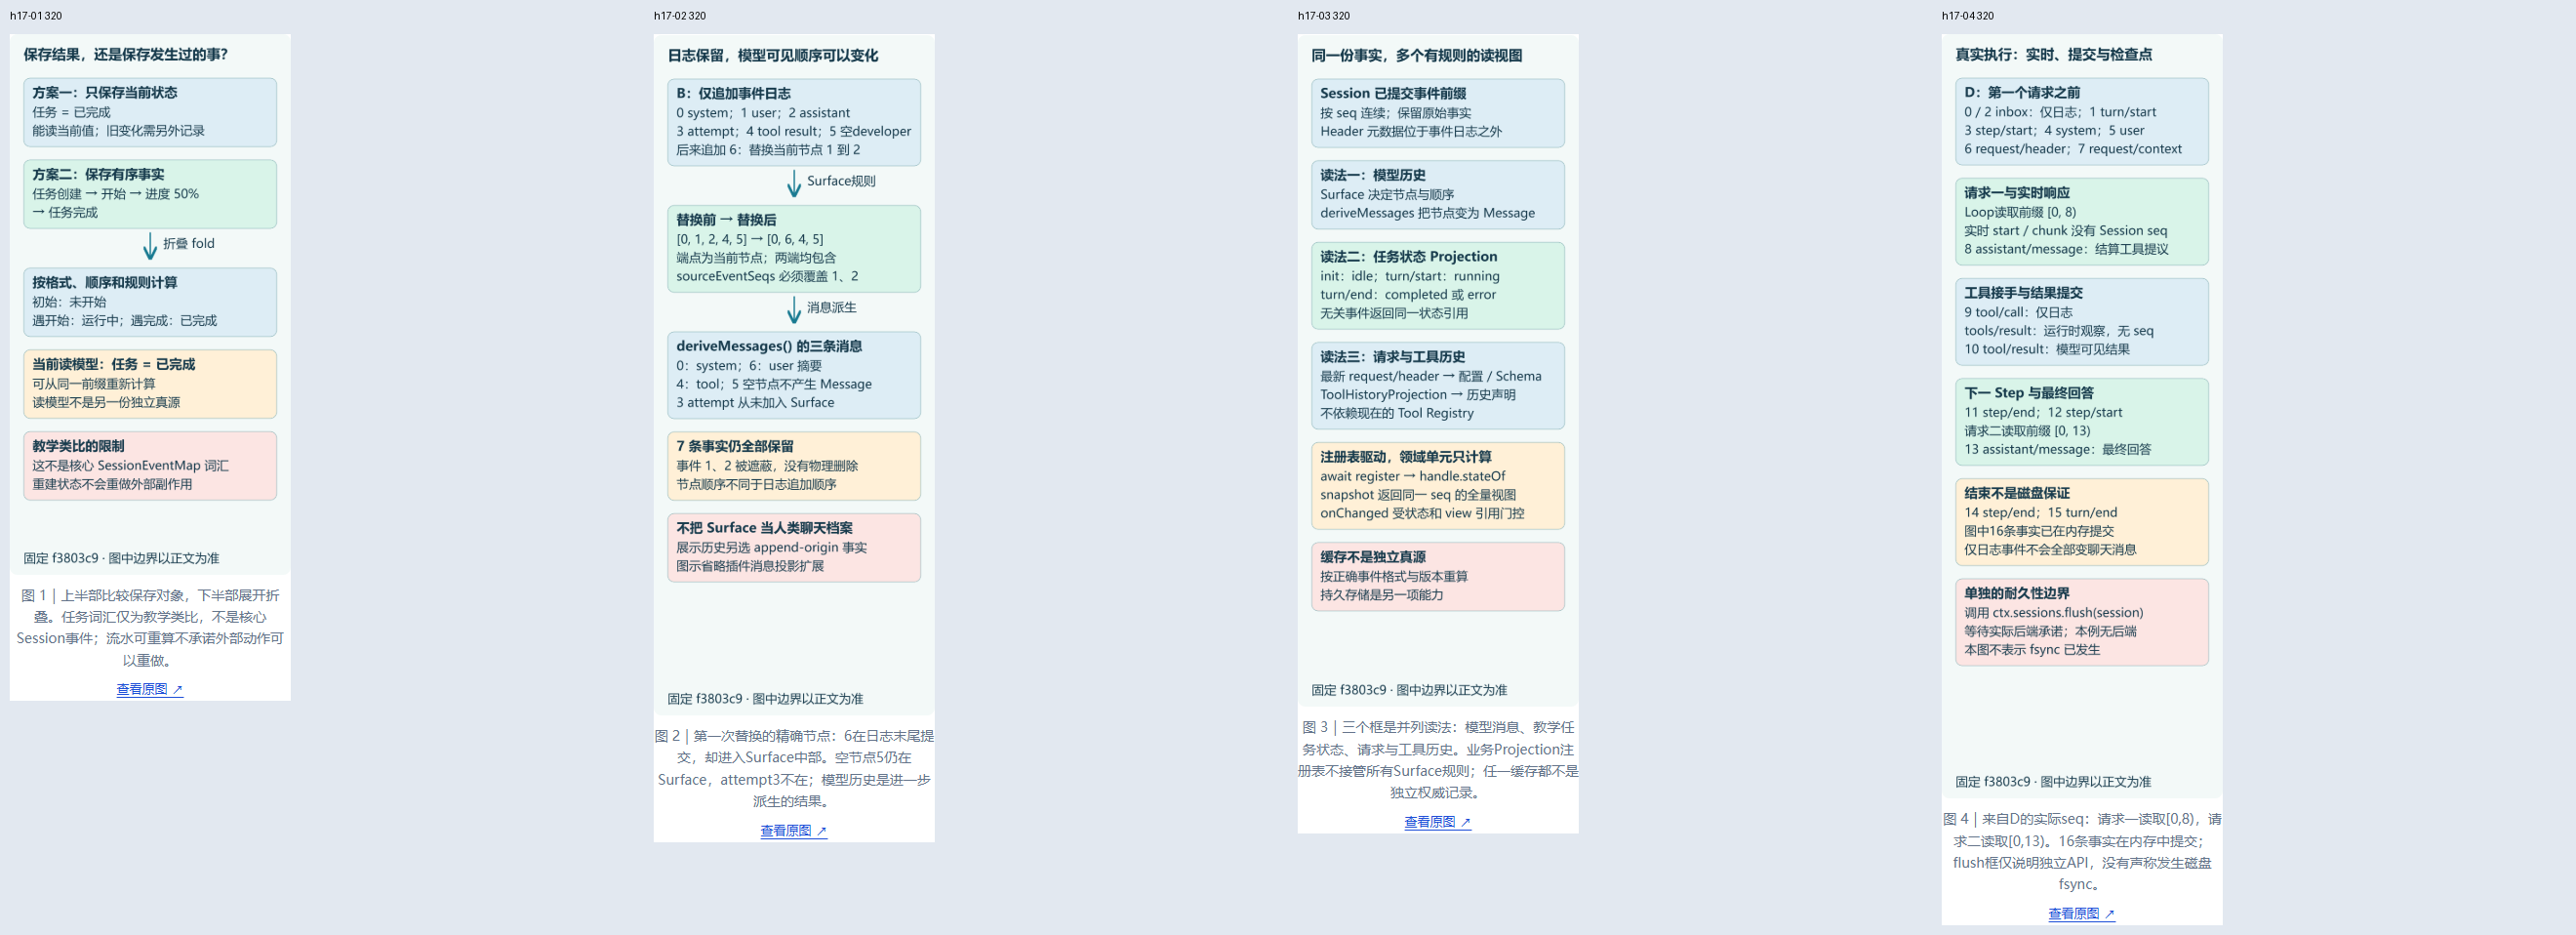 h17-01 320
保存结果，还是保存发生过的事？
方案一：只保存当前状态
任务 = 已完成
能读当前值；旧变化需另外记录
方案二：保存有序事实
任务创建 → 开始 → 进度 50%
→ 任务完成
折叠 fold
按格式、顺序和规则计算
初始：未开始
遇开始：运行中；遇完成：已完成
当前读模型：任务 = 已完成
可从同一前缀重新计算
读模型不是另一份独立真源
教学类比的限制
这不是核心 SessionEventMap 词汇
重建状态不会重做外部副作用
固定 f3803c9 · 图中边界以正文为准
图 1｜上半部比较保存对象，下半部展开折
叠。任务词汇仅为教学类比，不是核心
Session事件；流水可重算不承诺外部动作可
以重做。
查看原图 ↗
h17-02 320
日志保留，模型可见顺序可以变化
B：仅追加事件日志
0 system；1 user；2 assistant
3 attempt；4 tool result；5 空developer
后来追加 6：替换当前节点 1 到 2
Surface规则
替换前 → 替换后
[0, 1, 2, 4, 5] → [0, 6, 4, 5]
端点为当前节点；两端均包含
sourceEventSeqs 必须覆盖 1、2
消息派生
deriveMessages() 的三条消息
0：system；6：user 摘要
4：tool；5 空节点不产生 Message
3 attempt 从未加入 Surface
7 条事实仍全部保留
事件 1、2 被遮蔽，没有物理删除
节点顺序不同于日志追加顺序
不把 Surface 当人类聊天档案
展示历史另选 append-origin 事实
图示省略插件消息投影扩展
固定 f3803c9 · 图中边界以正文为准
图 2｜第一次替换的精确节点：6在日志末尾提
交，却进入Surface中部。空节点5仍在
Surface，attempt3不在；模型历史是进一步
派生的结果。
查看原图 ↗
h17-03 320
同一份事实，多个有规则的读视图
Session 已提交事件前缀
按 seq 连续；保留原始事实
Header 元数据位于事件日志之外
读法一：模型历史
Surface 决定节点与顺序
deriveMessages 把节点变为 Message
读法二：任务状态 Projection
init：idle；turn/start：running
turn/end：completed 或 error
无关事件返回同一状态引用
读法三：请求与工具历史
最新 request/header → 配置 / Schema
ToolHistoryProjection → 历史声明
不依赖现在的 Tool Registry
注册表驱动，领域单元只计算
await register → handle.stateOf
snapshot 返回同一 seq 的全量视图
onChanged 受状态和 view 引用门控
缓存不是独立真源
按正确事件格式与版本重算
持久存储是另一项能力
固定 f3803c9 · 图中边界以正文为准
图 3｜三个框是并列读法：模型消息、教学任
务状态、请求与工具历史。业务Projection注
册表不接管所有Surface规则；任一缓存都不是
独立权威记录。
查看原图 ↗
h17-04 320
真实执行：实时、提交与检查点
D：第一个请求之前
0 / 2 inbox：仅日志；1 turn/start
3 step/start；4 system；5 user
6 request/header；7 request/context
请求一与实时响应
Loop读取前缀 [0, 8)
实时 start / chunk 没有 Session seq
8 assistant/message：结算工具提议
工具接手与结果提交
9 tool/call：仅日志
tools/result：运行时观察，无 seq
10 tool/result：模型可见结果
下一 Step 与最终回答
11 step/end；12 step/start
请求二读取前缀 [0, 13)
13 assistant/message：最终回答
结束不是磁盘保证
14 step/end；15 turn/end
图中16条事实已在内存提交
仅日志事件不会全部变聊天消息
单独的耐久性边界
调用 ctx.sessions.flush(session)
等待实际后端承诺；本例无后端
本图不表示 fsync 已发生
固定 f3803c9 · 图中边界以正文为准
图 4｜来自D的实际seq：请求一读取[0,8)，请
求二读取[0,13)。16条事实在内存中提交；
flush框仅说明独立API，没有声称发生磁盘
fsync。
查看原图 ↗